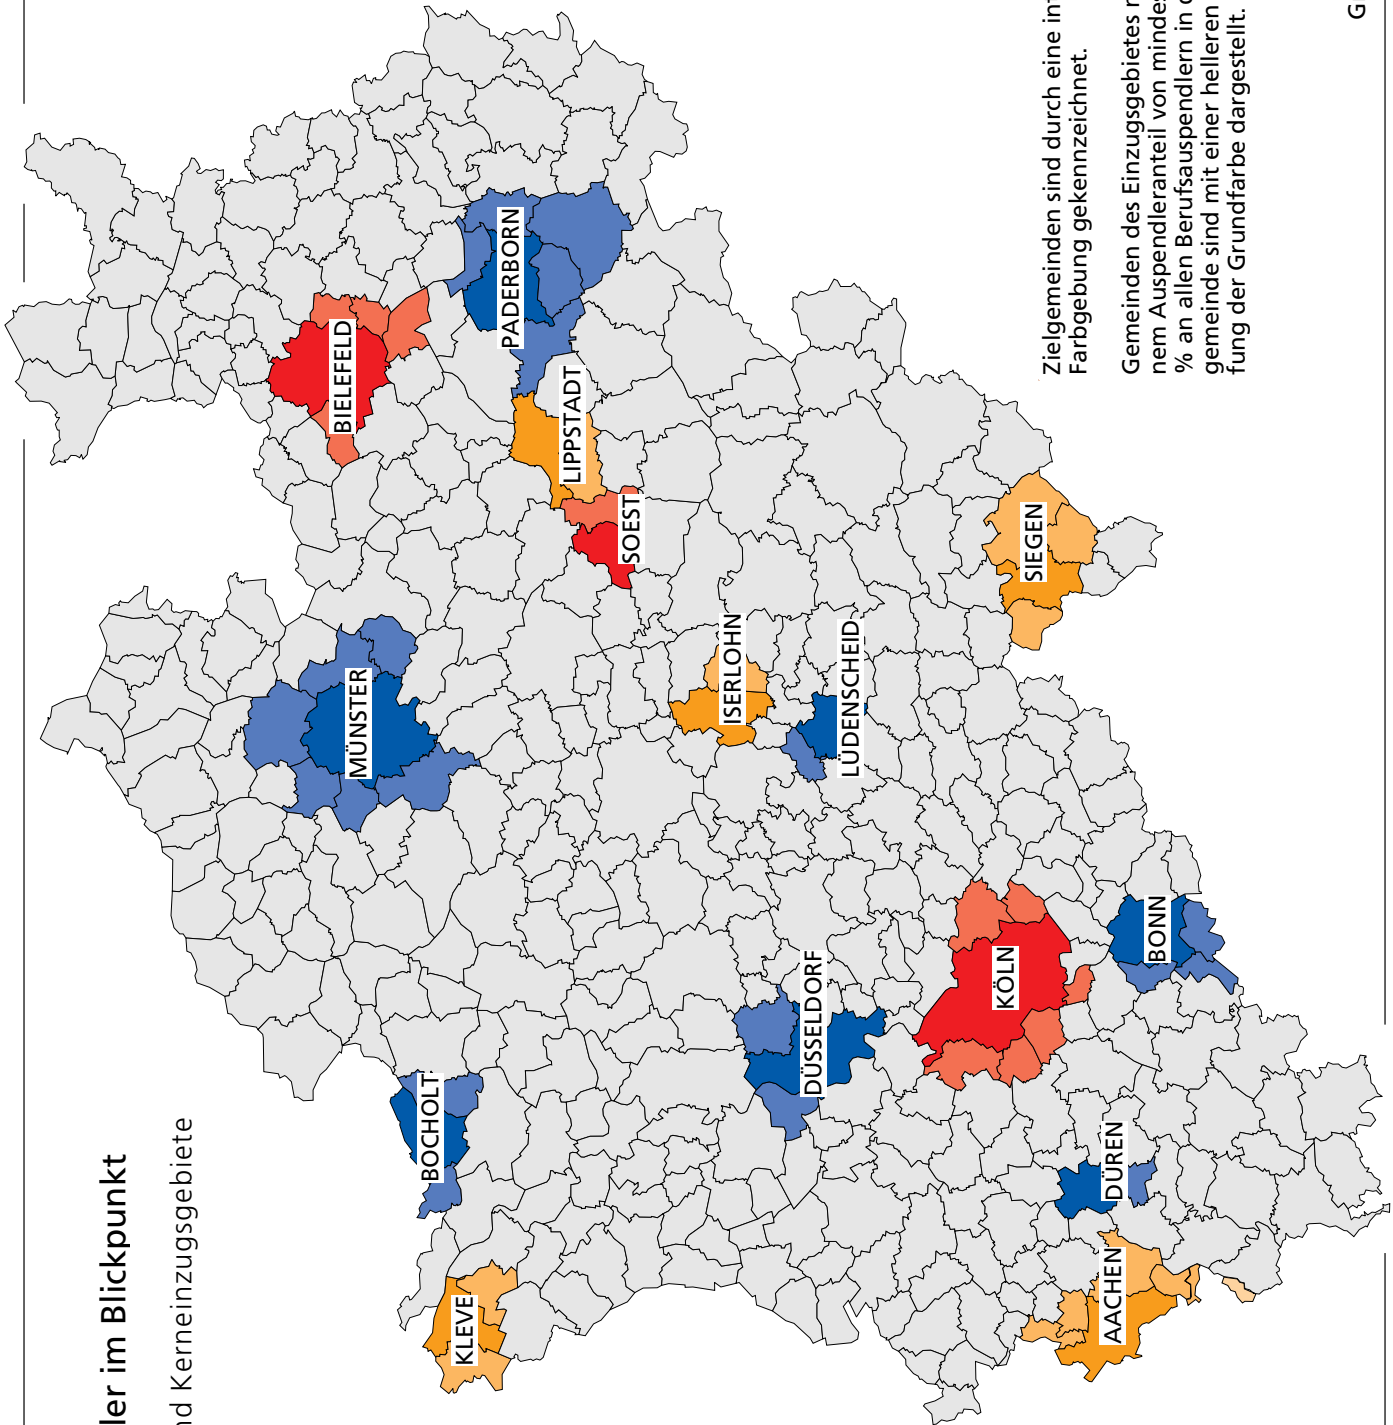 ler im Blickpunkt
nd Kerneinzugsgebiete
KLEVE
BOCHOLT
MÜNSTER
BIELEFELD
PADERBORN
LIPPSTADT
SOEST
ISERLOHN
LÜDENSCHEID
SIEGEN
DÜSSELDORF
KÖLN
BONN
DÜREN
AACHEN
Zielgemeinden sind durch eine in
Farbgebung gekennzeichnet.
Gemeinden des Einzugsgebietes
nem Auspendleranteil von mindes
% an allen Berufsauspendlern in
gemeinde sind mit einer helleren
fung der Grundfarbe dargestellt.
G